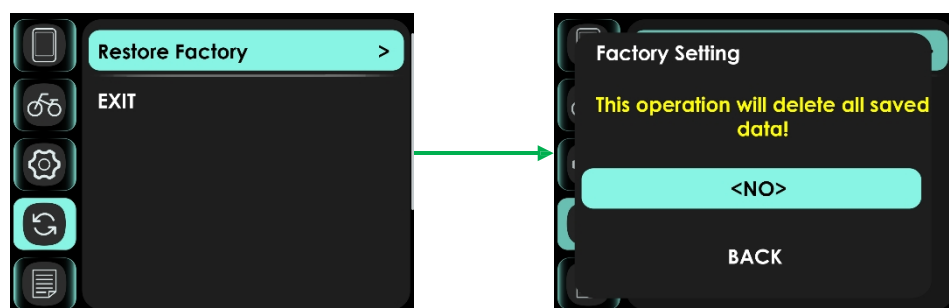 Restore Factory >
EXIT
Factory Setting
This operation will delete all saved
data!
<NO>
BACK